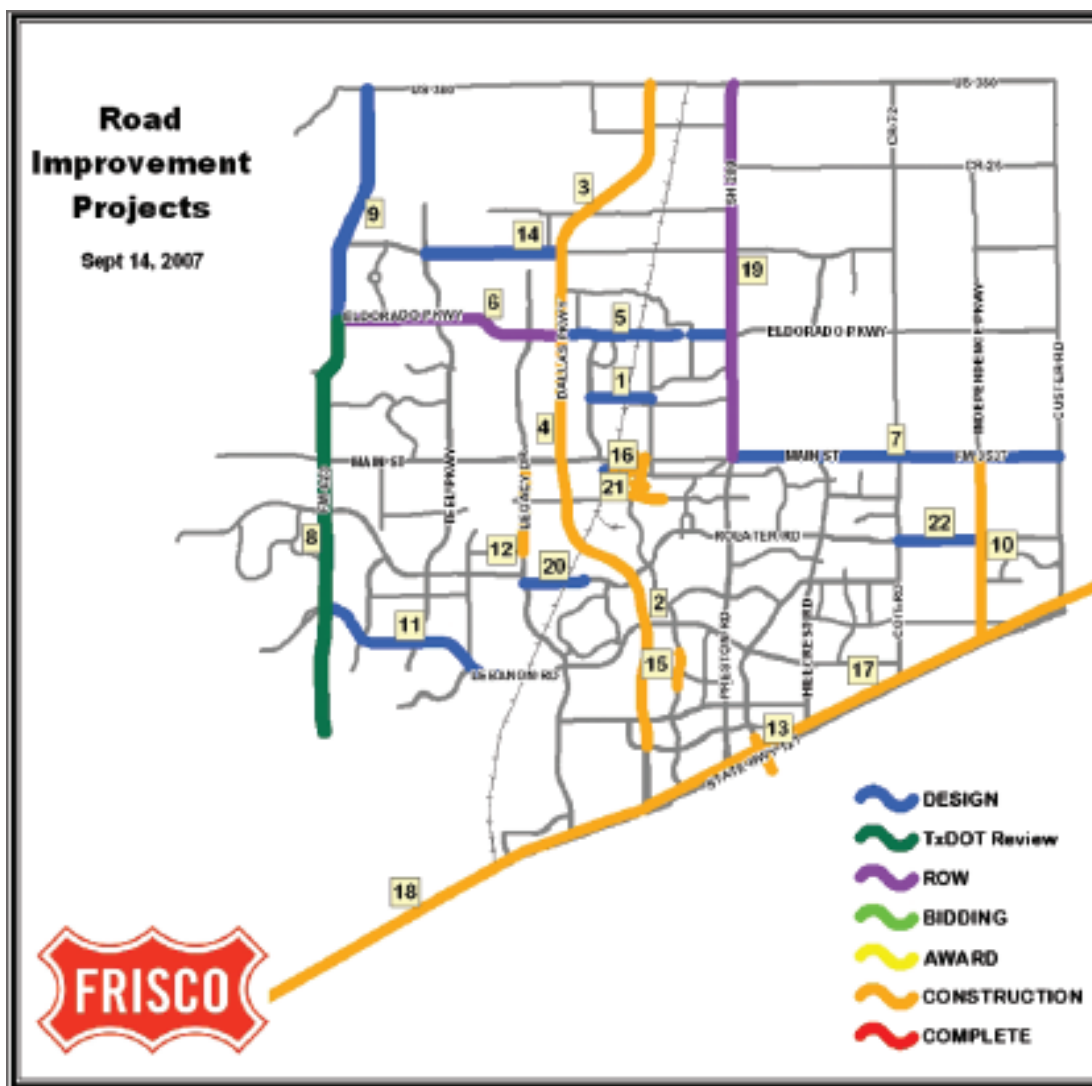 Road
Improvement
Projects
Sept 14, 2007
US 380
US 380
CR-72
CR-26
3
9
SH 289
14
19
6
ELDORADO PKWY
5
ELDORADO PKWY
DALLAS PKWY
INDEPENDENCE PKWY
CUSTER RD
1
4
7
16
MAIN ST
MAIN ST
TEEL PKWY
LEGACY DR
21
8
22
12
ROLATER RD
10
20
2
11
LEBANON RD
15
PRESTON RD
HILLCREST RD
COIT RD
17
13
STATE HWY 121
18
DESIGN
TxDOT Review
ROW
BIDDING
AWARD
CONSTRUCTION
COMPLETE
FRISCO